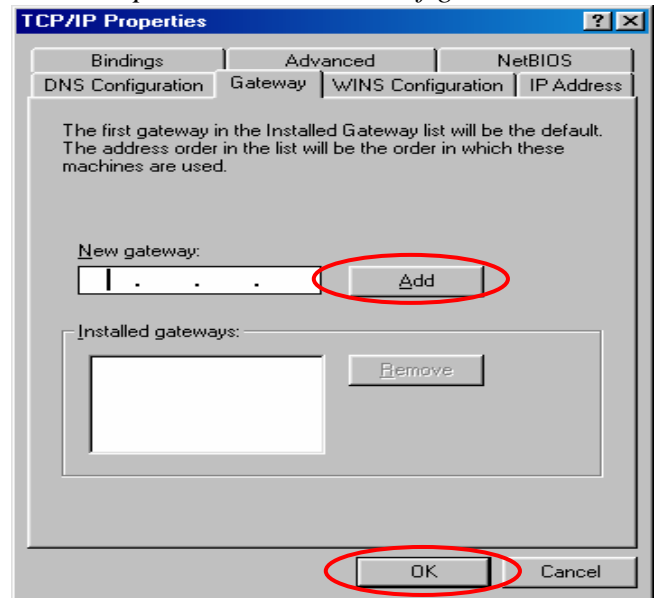 TCP/IP Properties
Bindings Advanced NetBIOS
DNS Configuration Gateway WINS Configuration IP Address
The first gateway in the Installed Gateway list will be the default.
The address order in the list will be the order in which these
machines are used.
New gateway:
. . . Add
Installed gateways:
Remove
OK Cancel